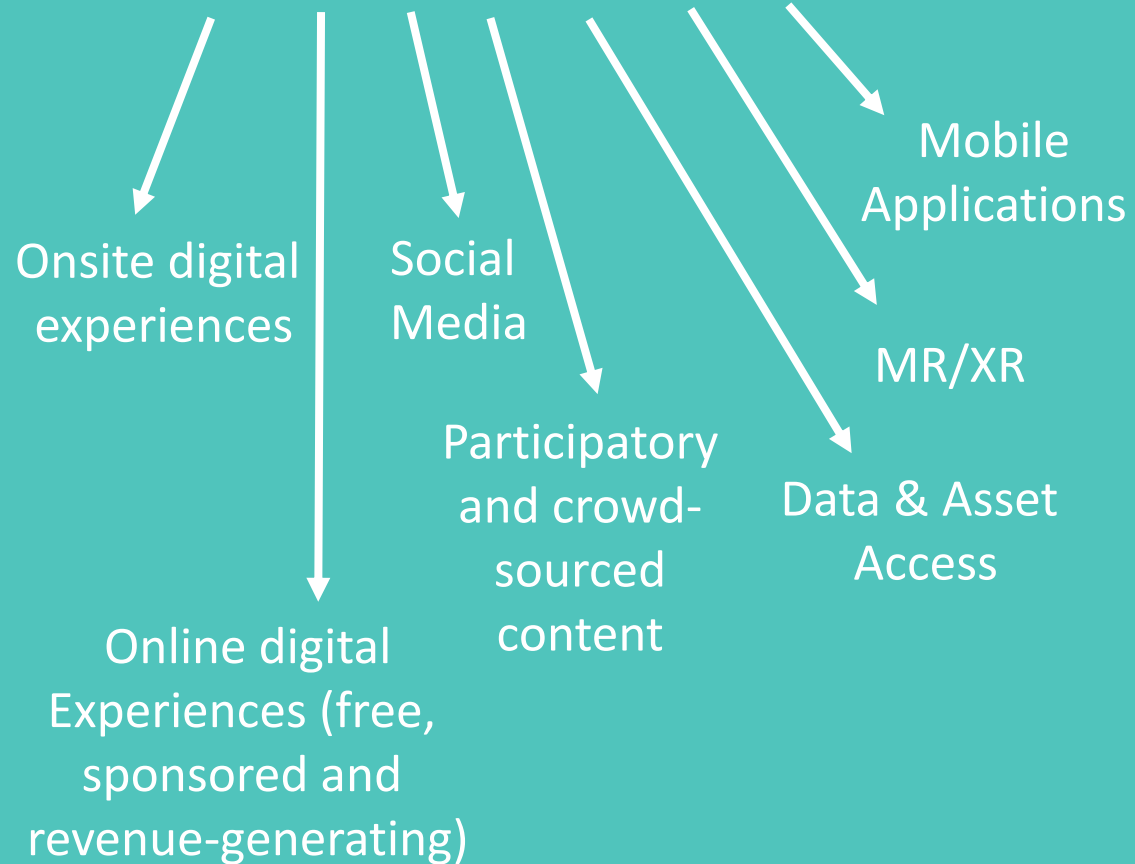 Mobile
Applications
Onsite digital
experiences
Social
Media
MR/XR
Participatory
and crowd-
sourced
content
Data & Asset
Access
Online digital
Experiences (free,
sponsored and
revenue-generating)